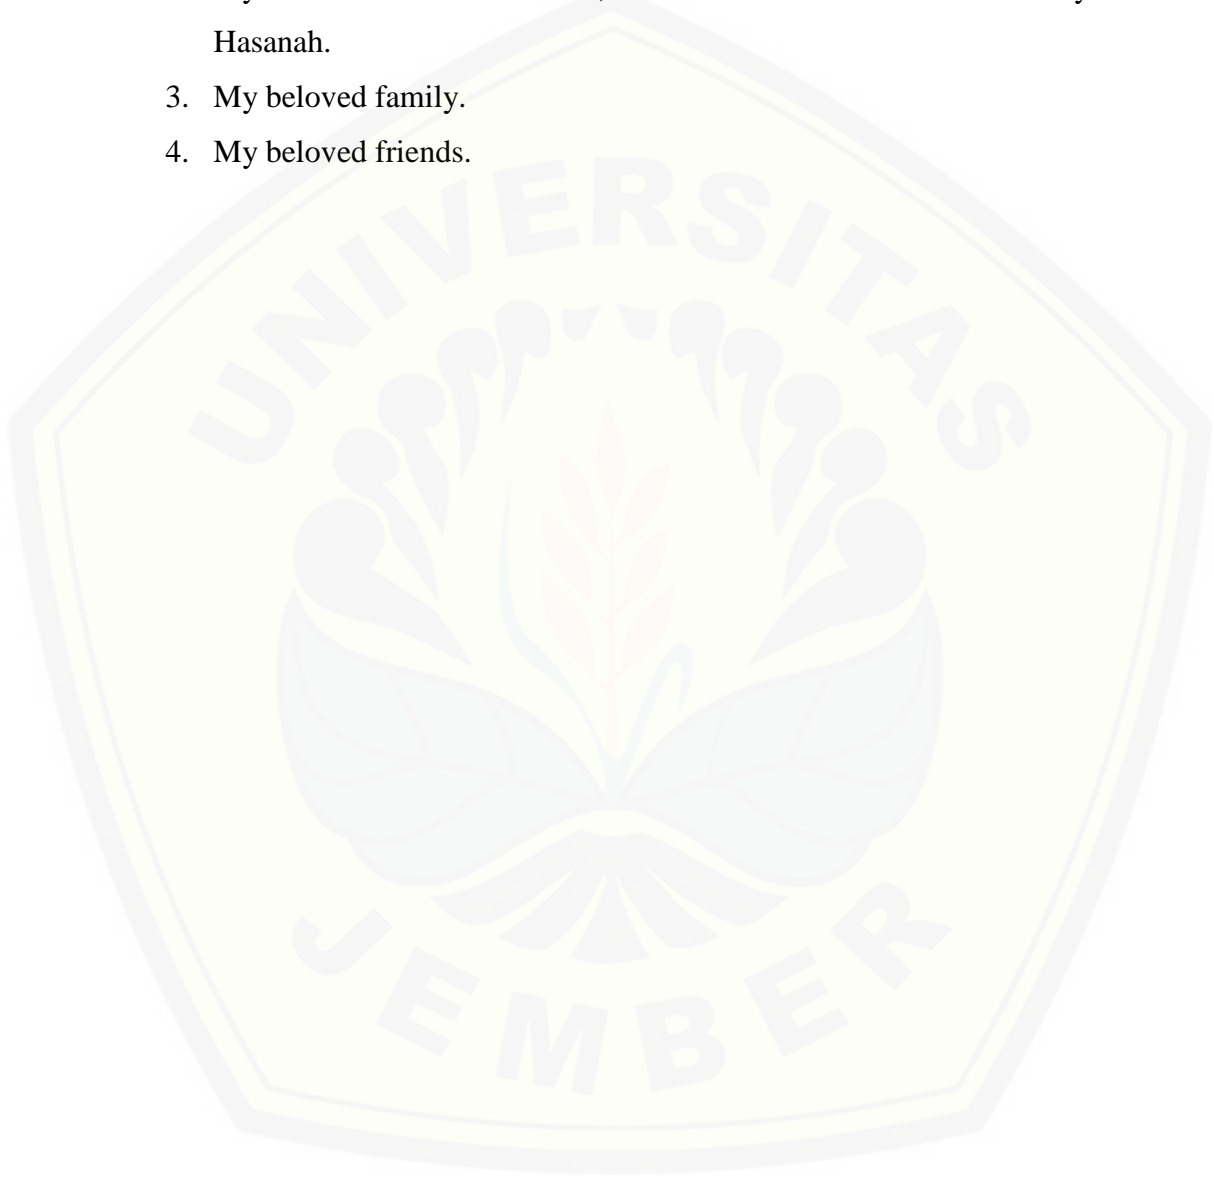 Hasanah.
3. My beloved family.
4. My beloved friends.
UNIVERSITAS
JEMBER